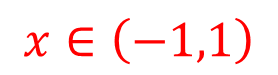 x ∈ (−1,1)